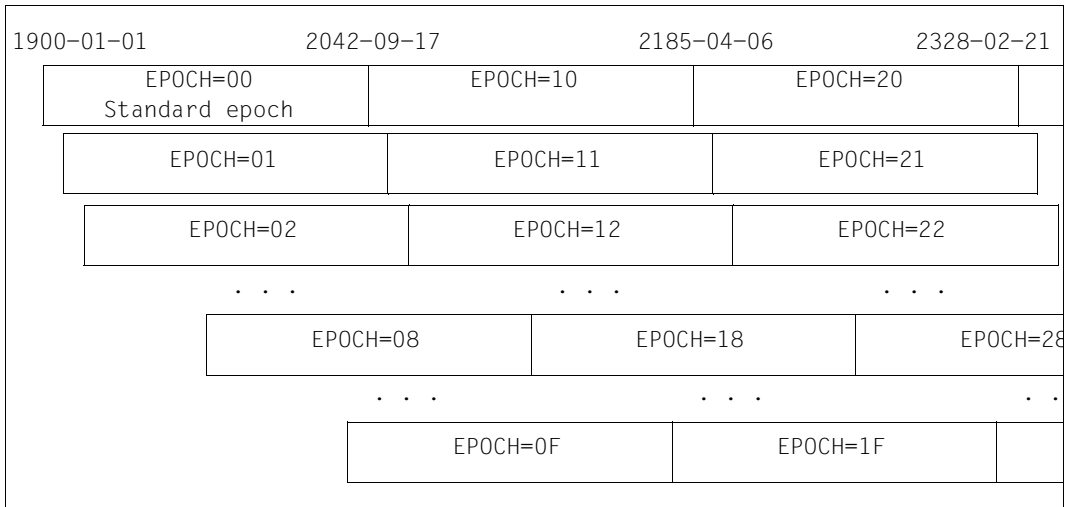 1900-01-01 2042-09-17 2185-04-06 2328-02-21
EPOCH=00 EPOCH=10 EPOCH=20
Standard epoch
EPOCH=01 EPOCH=11 EPOCH=21
EPOCH=02 EPOCH=12 EPOCH=22
. . . . . . . . .
EPOCH=08 EPOCH=18 EPOCH=28
. . . . . . . .
EPOCH=0F EPOCH=1F